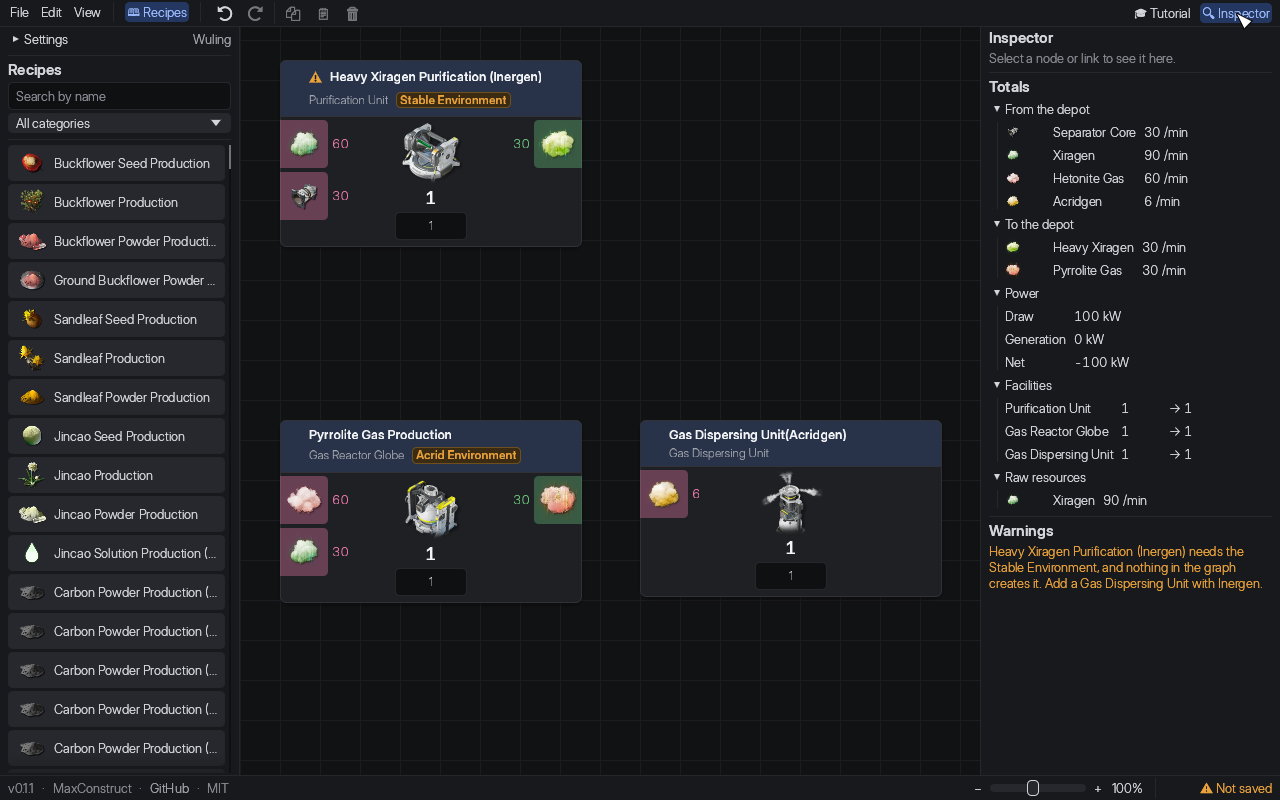 File Edit View Recipes Tutorial Inspector
Settings Wuling
Recipes
Search by name
All categories
Buckflower Seed Production
Buckflower Production
Buckflower Powder Producti...
Ground Buckflower Powder ...
Sandleaf Seed Production
Sandleaf Production
Sandleaf Powder Production
Jincao Seed Production
Jincao Production
Jincao Powder Production
Jincao Solution Production (...
Carbon Powder Production (...
Carbon Powder Production (...
Carbon Powder Production (...
Carbon Powder Production (...
Carbon Powder Production (...
Heavy Xiragen Purification (Inergen)
Purification Unit Stable Environment
60 30
30
1
1
Pyrrolite Gas Production
Gas Reactor Globe Acrid Environment
60 30
30
1
1
Gas Dispersing Unit(Acridgen)
Gas Dispersing Unit
6
1
1
Inspector
Select a node or link to see it here.
Totals
From the depot
Separator Core 30 /min
Xiragen 90 /min
Hetonite Gas 60 /min
Acridgen 6 /min
To the depot
Heavy Xiragen 30 /min
Pyrrolite Gas 30 /min
Power
Draw 100 kW
Generation 0 kW
Net -100 kW
Facilities
Purification Unit 1 → 1
Gas Reactor Globe 1 → 1
Gas Dispersing Unit 1 → 1
Raw resources
Xiragen 90 /min
Warnings
Heavy Xiragen Purification (Inergen) needs the
Stable Environment, and nothing in the graph
creates it. Add a Gas Dispersing Unit with Inergen.
v0.1.1 · MaxConstruct · GitHub · MIT
− + 100% Not saved